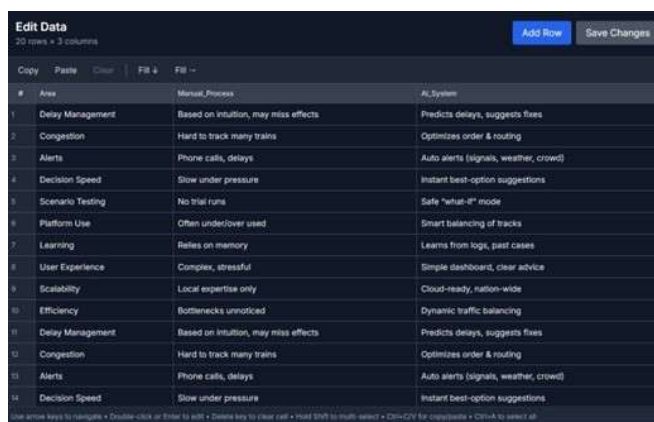 Edit Data
20 rows × 3 columns
Add Row
Save Changes
Copy Paste Clear Fill ↓ Fill →
# Area Manual_Process AI_System
1 Delay Management Based on intuition, may miss effects Predicts delays, suggests fixes
2 Congestion Hard to track many trains Optimizes order & routing
3 Alerts Phone calls, delays Auto alerts (signals, weather, crowd)
4 Decision Speed Slow under pressure Instant best-option suggestions
5 Scenario Testing No trial runs Safe "what-if" mode
6 Platform Use Often under/over used Smart balancing of tracks
7 Learning Relies on memory Learns from logs, past cases
8 User Experience Complex, stressful Simple dashboard, clear advice
9 Scalability Local expertise only Cloud-ready, nation-wide
10 Efficiency Bottlenecks unnoticed Dynamic traffic balancing
11 Delay Management Based on intuition, may miss effects Predicts delays, suggests fixes
12 Congestion Hard to track many trains Optimizes order & routing
13 Alerts Phone calls, delays Auto alerts (signals, weather, crowd)
14 Decision Speed Slow under pressure Instant best-option suggestions
Use arrow keys to navigate • Double-click or Enter to edit • Delete key to clear cell • Hold Shift to multi-select • Ctrl+C/V for copy/paste • Ctrl+A to select all